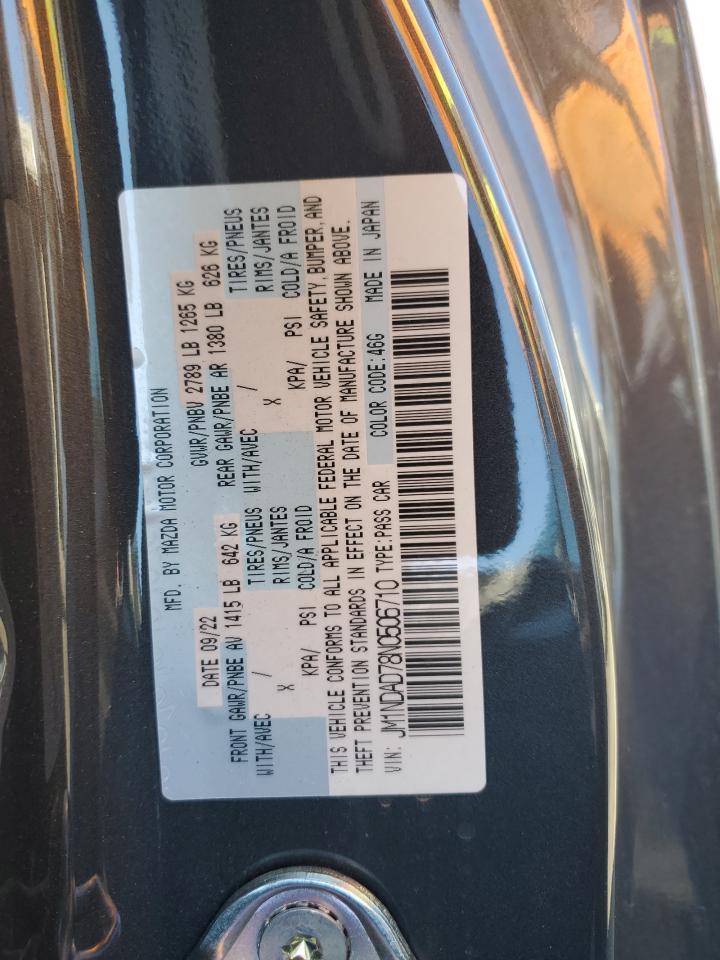 MFD. BY MAZDA MOTOR CORPORATION
DATE 09/22 GVWR/PNBV 2789 LB 1265 KG
FRONT GAWR/PNBE AV 1415 LB 642 KG REAR GAWR/PNBE AR 1380 LB 626 KG
WITH/AVEC / TIRES/PNEUS WITH/AVEC / TIRES/PNEUS
X RIMS/JANTES X RIMS/JANTES
KPA/ PSI COLD/A FROID KPA/ PSI COLD/A FROID
THIS VEHICLE CONFORMS TO ALL APPLICABLE FEDERAL MOTOR VEHICLE SAFETY, BUMPER, AND
THEFT PREVENTION STANDARDS IN EFFECT ON THE DATE OF MANUFACTURE SHOWN ABOVE.
VIN: JM1NDAD78N0506710 TYPE:PASS CAR COLOR CODE:46G MADE IN JAPAN